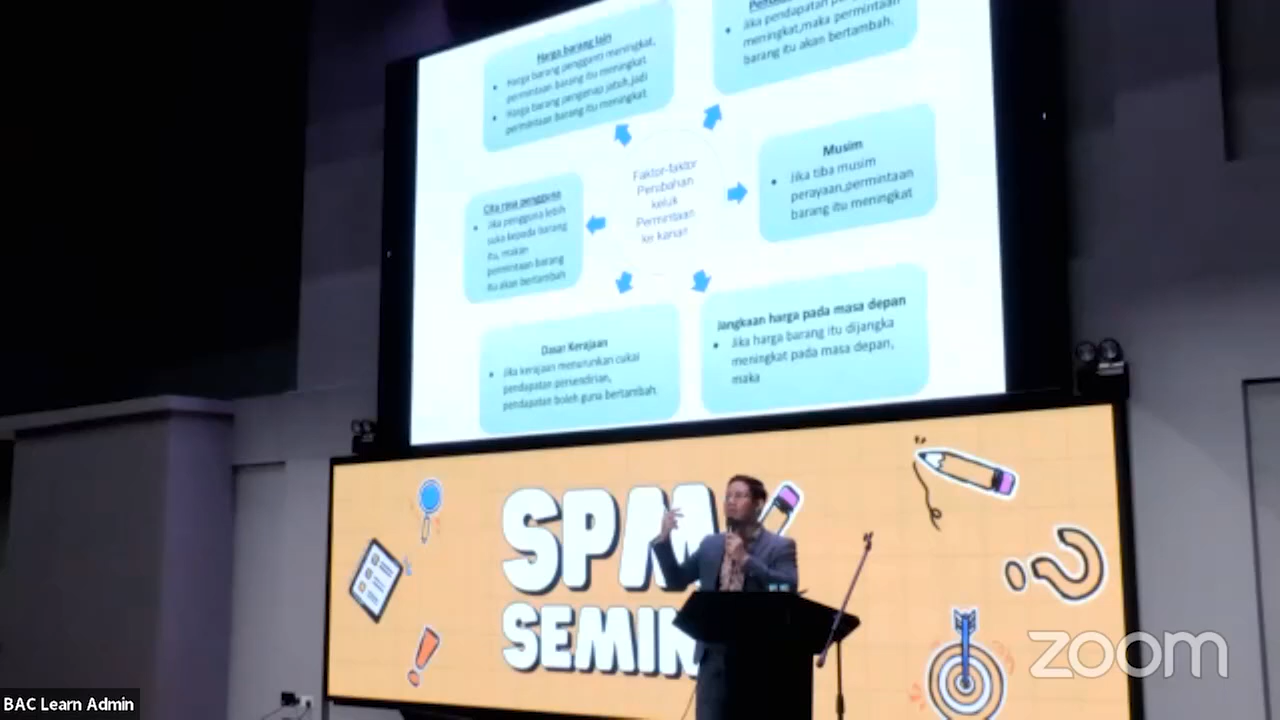 Harga barang lain
Harga barang pengganti meningkat,
permintaan barang itu meningkat
Harga barang pengenap jatuh,jadi
permintaan barang itu meningkat
Jika pendapatan
meningkat,maka permintaan
barang itu akan bertambah.
Cita rasa pengguna
Jika pengguna lebih
suka kepada barang
itu, makan
permintaan barang
itu akan bertambah
Faktor-faktor
Perubahan
keluk
Permintaan
ke kanan
Musim
Jika tiba musim
perayaan,permintaan
barang itu meningkat
Dasar Kerajaan
Jika kerajaan menurunkan cukai
pendapatan persendirian,
pendapatan boleh guna bertambah.
Jangkaan harga pada masa depan
Jika harga barang itu dijangka
meningkat pada masa depan,
maka
SPM
SEMIN
zoom
BAC Learn Admin